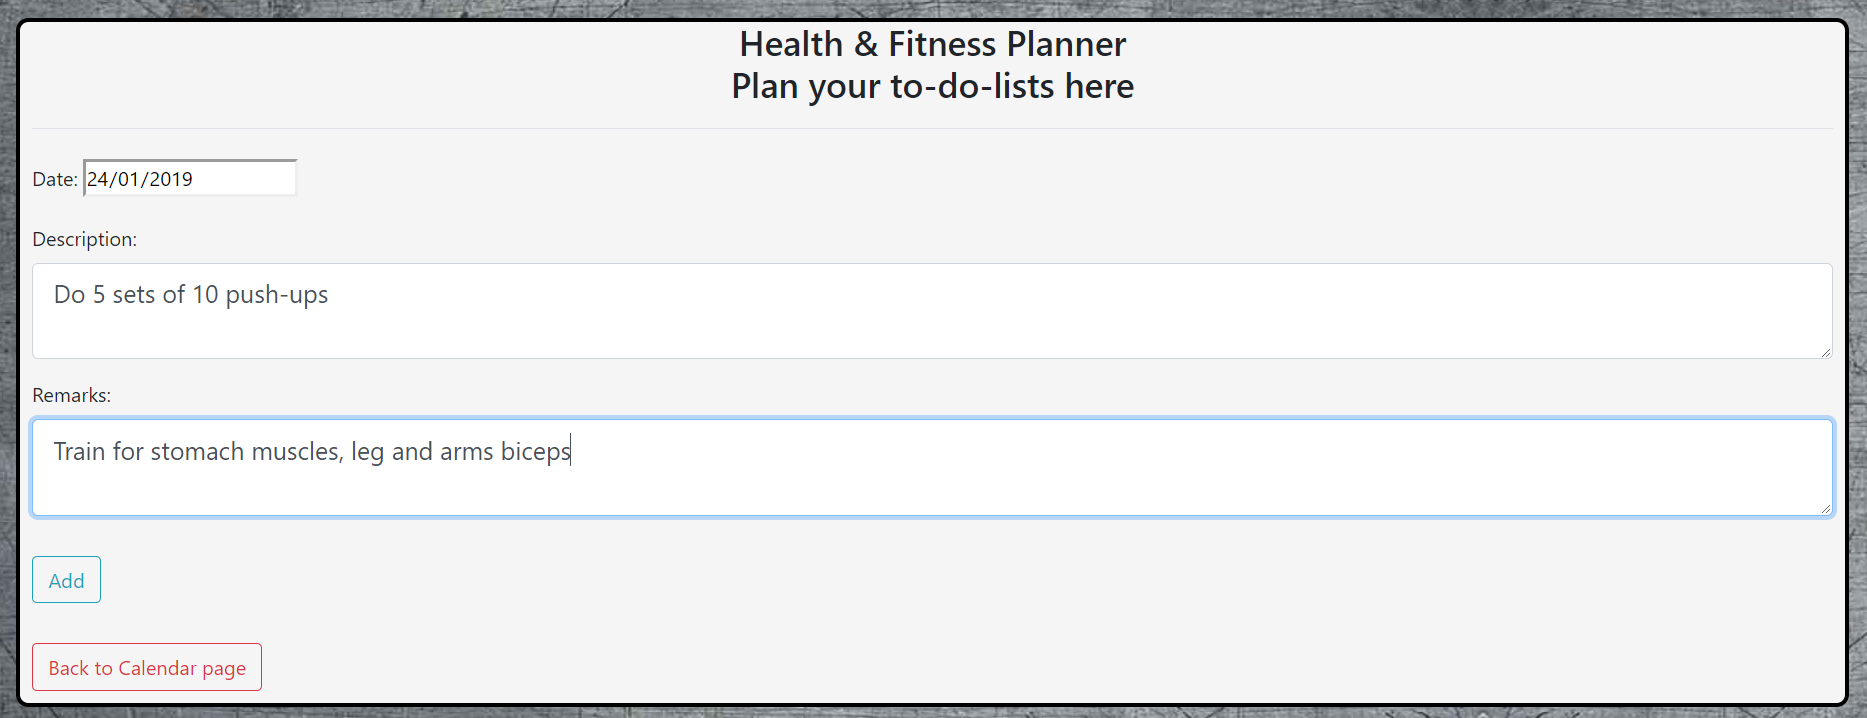 Health & Fitness Planner
Plan your to-do-lists here
Date: 24/01/2019
Description:
Do 5 sets of 10 push-ups
Remarks:
Train for stomach muscles, leg and arms biceps
Add
Back to Calendar page